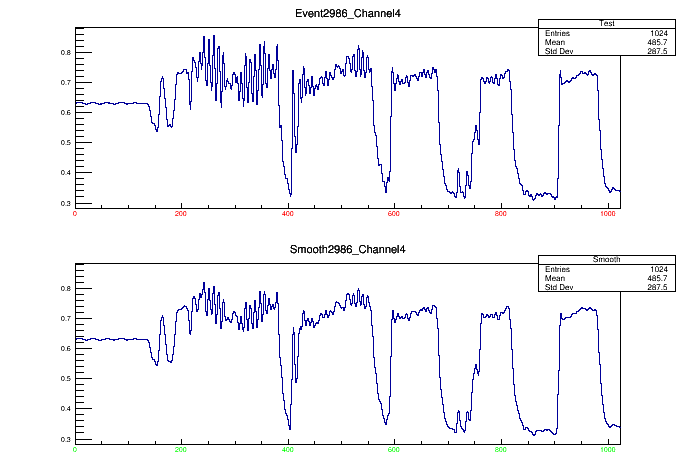 Event2986_Channel4
Test
Entries 1024
Mean 485.7
Std Dev 287.5
0.8
0.7
0.6
0.5
0.4
0.3
0 200 400 600 800 1000
Smooth2986_Channel4
Smooth
Entries 1024
Mean 485.7
Std Dev 287.5
0.8
0.7
0.6
0.5
0.4
0.3
0 200 400 600 800 1000